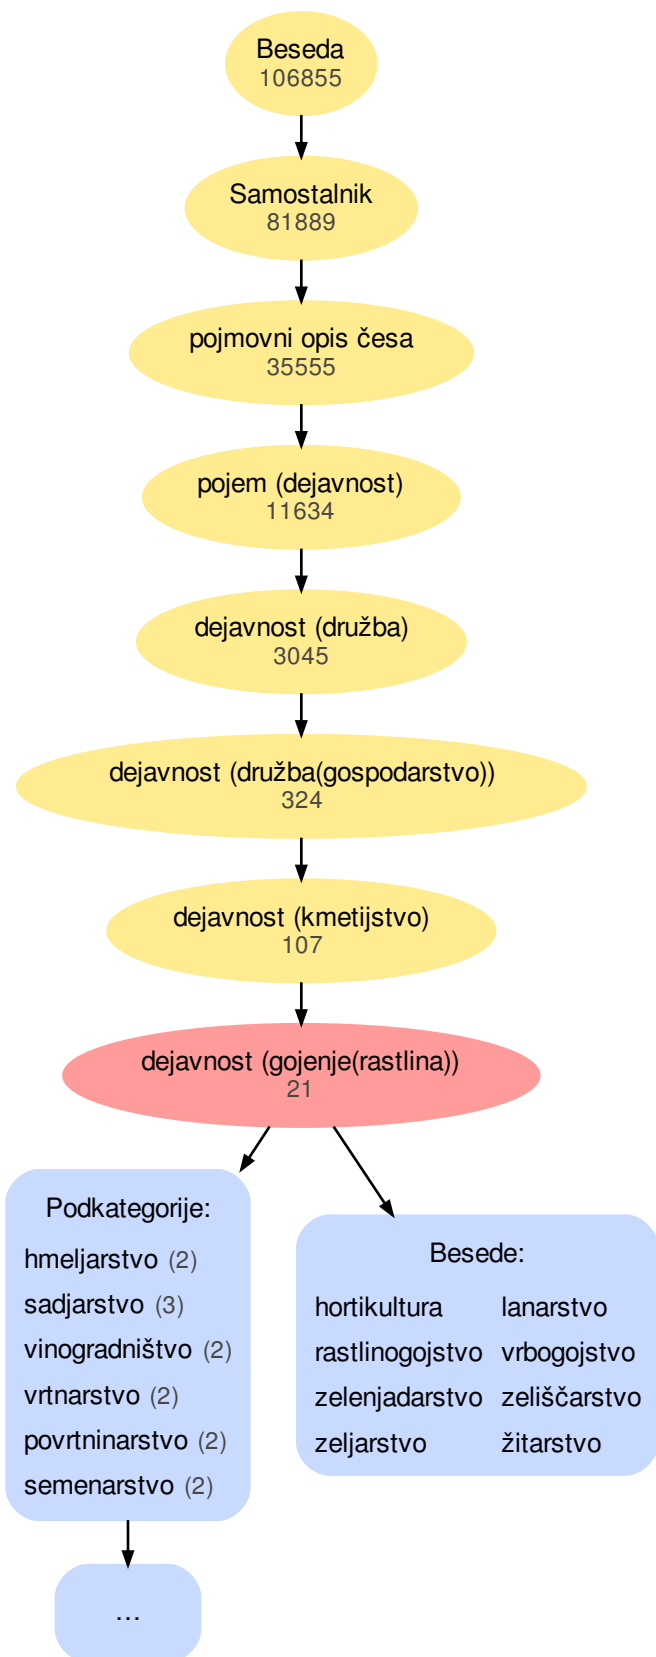 Beseda
106855
Samostalnik
81889
pojmovni opis česa
35555
pojem (dejavnost)
11634
dejavnost (družba)
3045
dejavnost (družba(gospodarstvo))
324
dejavnost (kmetijstvo)
107
dejavnost (gojenje(rastlina))
21
Podkategorije:
hmeljarstvo (2)
sadjarstvo (3)
vinogradništvo (2)
vrtnarstvo (2)
povrtninarstvo (2)
semenarstvo (2)
...
Besede:
hortikultura lanarstvo
rastlinogojstvo vrbogojstvo
zelenjadarstvo zeliščarstvo
zeljarstvo žitarstvo